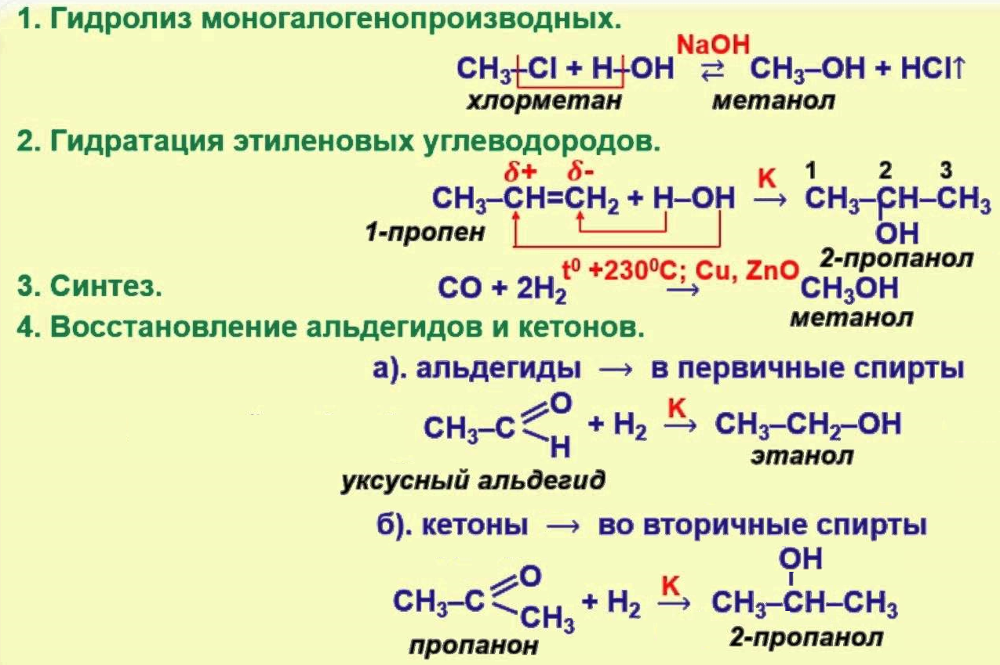 1. Гидролиз моногалогенопроизводных.
NaOH
CH₃–Cl + H–OH ⇄ CH₃–OH + HCl↑
хлорметан метанол
2. Гидратация этиленовых углеводородов.
δ+ δ- K 1 2 3
CH₃–CH=CH₂ + H–OH → CH₃–CH–CH₃
1-пропен OH
2-пропанол
t⁰ +230⁰C; Cu, ZnO
3. Синтез. CO + 2H₂ → CH₃OH
метанол
4. Восстановление альдегидов и кетонов.
а). альдегиды → в первичные спирты
O
K
CH₃–C + H₂ → CH₃–CH₂–OH
H
этанол
уксусный альдегид
б). кетоны → во вторичные спирты
OH
O
K
CH₃–C + H₂ → CH₃–CH–CH₃
CH₃
пропанон 2-пропанол